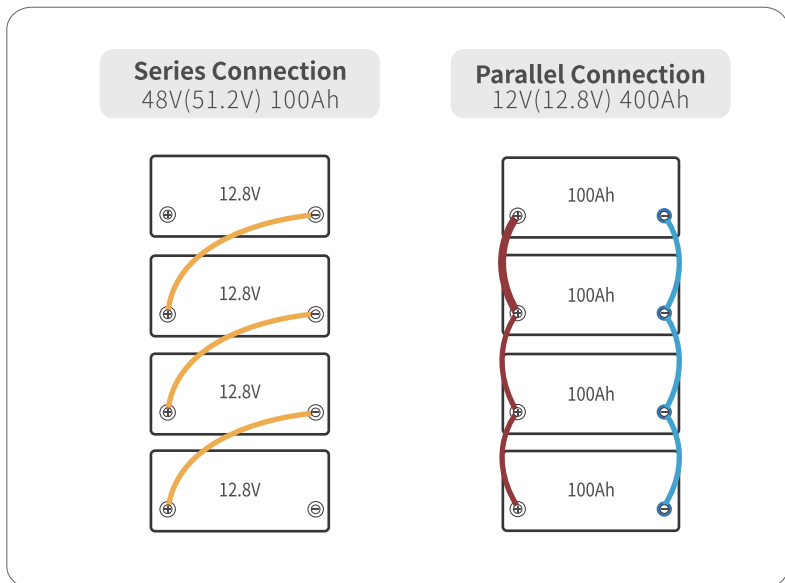 Series Connection
48V(51.2V) 100Ah
Parallel Connection
12V(12.8V) 400Ah
12.8V
12.8V
12.8V
12.8V
100Ah
100Ah
100Ah
100Ah